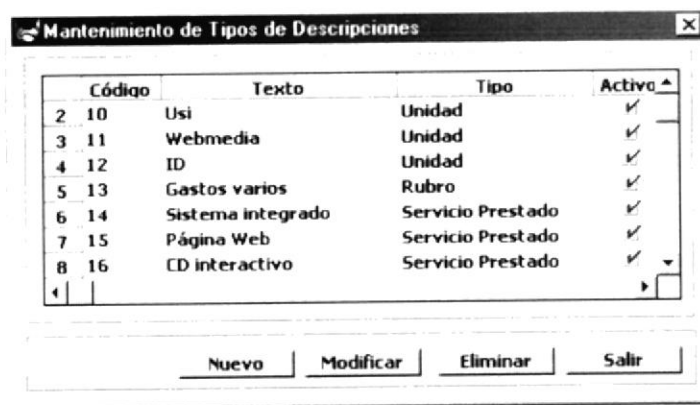 Mantenimiento de Tipos de Descripciones
Código Texto Tipo Activo
2 10 Usi Unidad
3 11 Webmedia Unidad
4 12 ID Unidad
5 13 Gastos varios Rubro
6 14 Sistema integrado Servicio Prestado
7 15 Página Web Servicio Prestado
8 16 CD interactivo Servicio Prestado
Nuevo Modificar Eliminar Salir